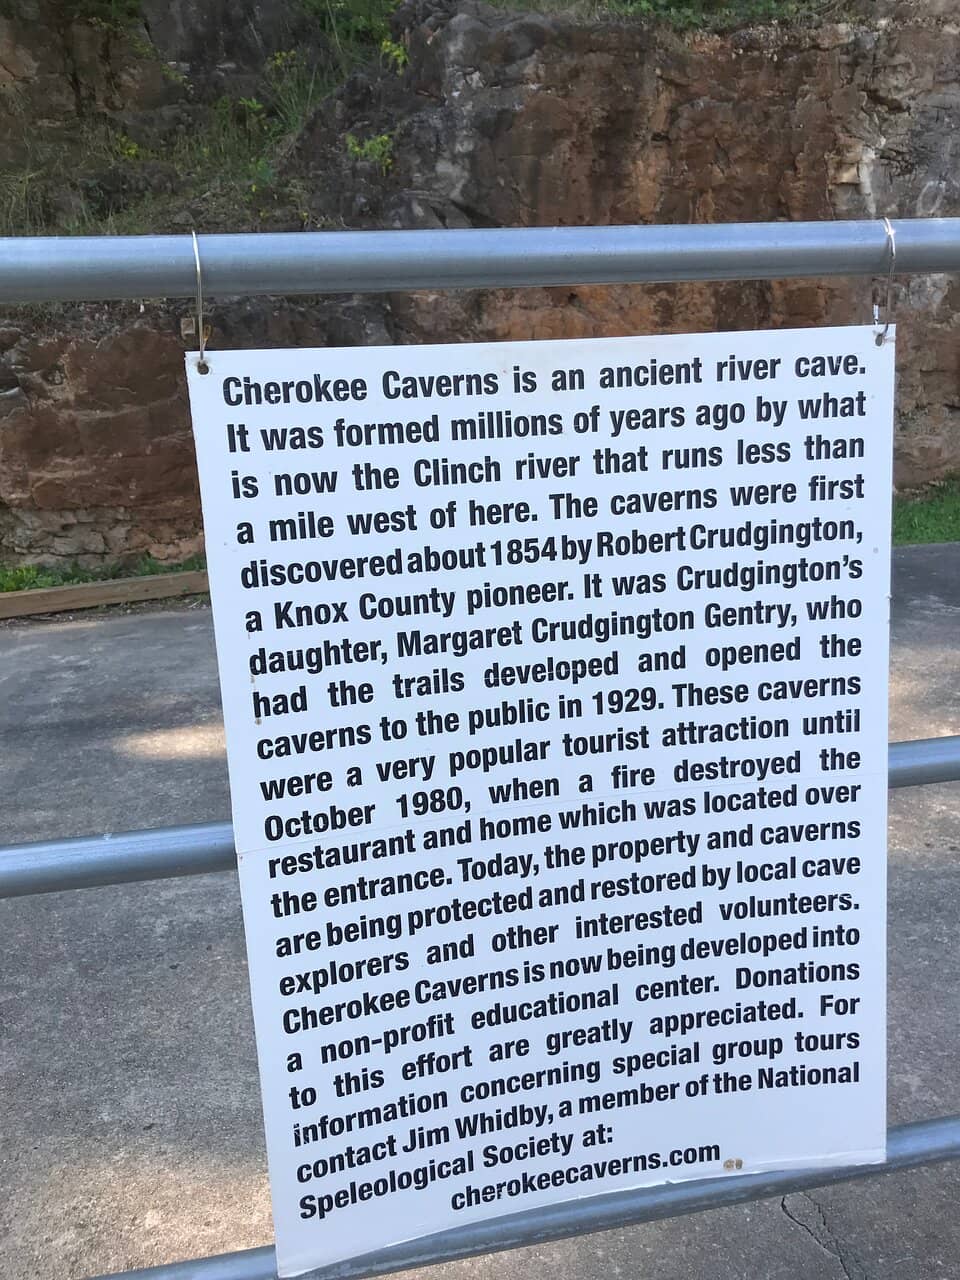 Cherokee Caverns is an ancient river cave.
It was formed millions of years ago by what
is now the Clinch river that runs less than
a mile west of here. The caverns were first
discovered about 1854 by Robert Crudgington,
a Knox County pioneer. It was Crudgington's
daughter, Margaret Crudgington Gentry, who
had the trails developed and opened the
caverns to the public in 1929. These caverns
were a very popular tourist attraction until
October 1980, when a fire destroyed the
restaurant and home which was located over
the entrance. Today, the property and caverns
are being protected and restored by local cave
explorers and other interested volunteers.
Cherokee Caverns is now being developed into
a non-profit educational center. Donations
to this effort are greatly appreciated. For
information concerning special group tours
contact Jim Whidby, a member of the National
Speleological Society at:
cherokeecaverns.com